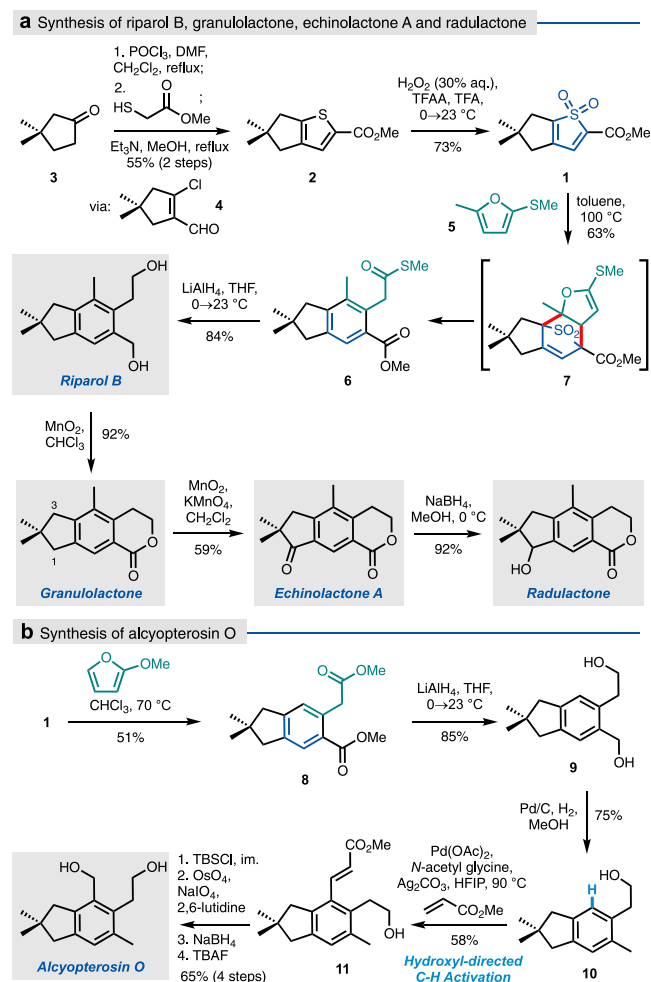 a Synthesis of riparol B, granulolactone, echinolactone A and radulactone
O
3
1. POCl₃, DMF,
CH₂Cl₂, reflux;
2.
HS
O
O
Me
;
Et₃N, MeOH, reflux
55% (2 steps)
via:
Cl
4
CHO
S
CO₂Me
2
H₂O₂ (30% aq.),
TFAA, TFA,
0→23 °C
73%
O
O
S
CO₂Me
1
5
O
SMe
toluene,
100 °C
63%
SMe
O
SO₂
CO₂Me
7
O
SMe
O
OMe
6
LiAlH₄, THF,
0→23 °C
84%
OH
OH
Riparol B
MnO₂,
CHCl₃
92%
3
1
O
O
Granulolactone
MnO₂,
KMnO₄,
CH₂Cl₂
59%
O
O
O
Echinolactone A
NaBH₄,
MeOH, 0 °C
92%
HO
O
O
Radulactone
b Synthesis of alcyopterosin O
1
O
OMe
CHCl₃, 70 °C
51%
O
OMe
OMe
O
8
LiAlH₄, THF,
0→23 °C
85%
HO
OH
9
Pd/C, H₂,
MeOH
75%
HO
H
10
Pd(OAc)₂,
N-acetyl glycine,
Ag₂CO₃, HFIP, 90 °C
CO₂Me
58%
Hydroxyl-directed
C-H Activation
MeO₂C
OH
11
1. TBSCl, im.
2. OsO₄,
NaIO₄,
2,6-lutidine
3. NaBH₄
4. TBAF
65% (4 steps)
HO
OH
Alcyopterosin O